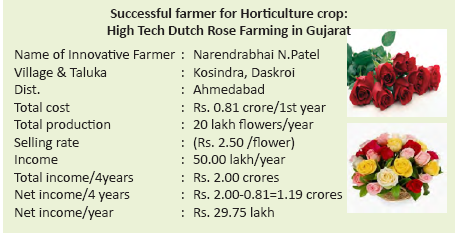 Successful farmer for Horticulture crop:
High Tech Dutch Rose Farming in Gujarat
Name of Innovative Farmer : Narendrabhai N.Patel
Village & Taluka : Kosindra, Daskroi
Dist. : Ahmedabad
Total cost : Rs. 0.81 crore/1st year
Total production : 20 lakh flowers/year
Selling rate : (Rs. 2.50 /flower)
Income : 50.00 lakh/year
Total income/4years : Rs. 2.00 crores
Net income/4 years : Rs. 2.00-0.81=1.19 crores
Net income/year : Rs. 29.75 lakh